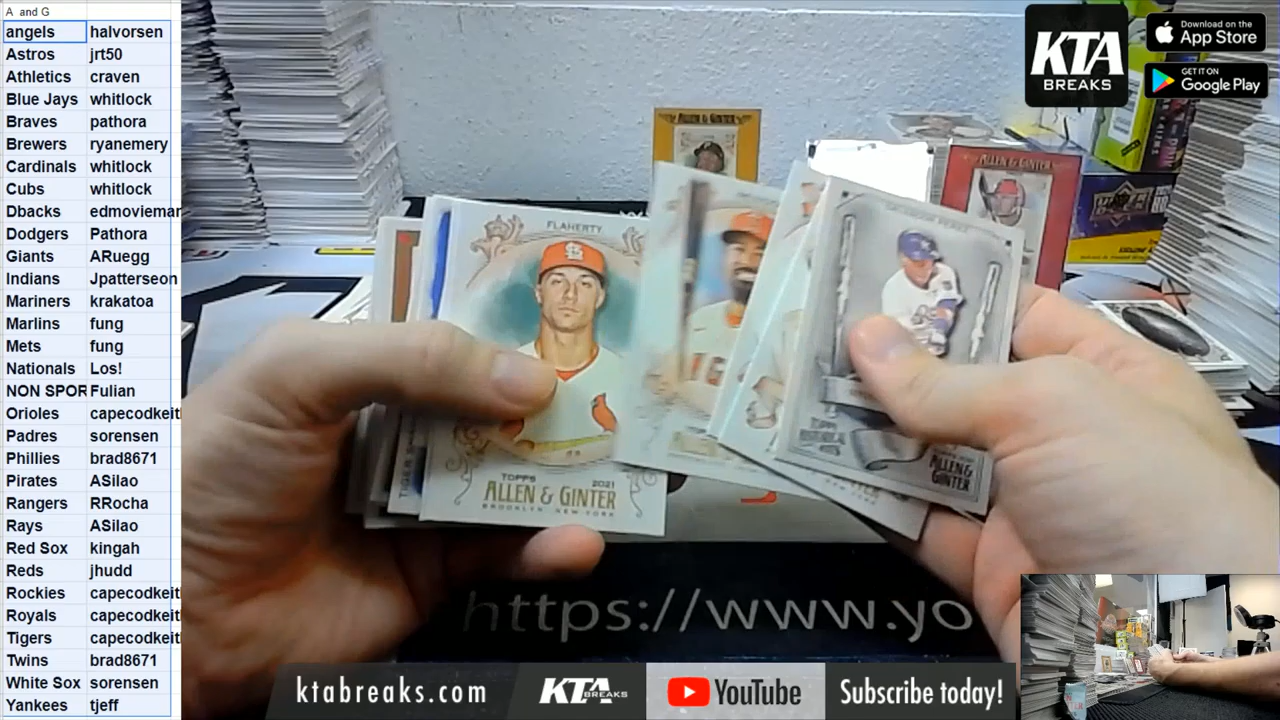 A and G
angels halvorsen
Astros jrt50
Athletics craven
Blue Jays whitlock
Braves pathora
Brewers ryanemery
Cardinals whitlock
Cubs whitlock
Dbacks edmoviemar
Dodgers Pathora
Giants ARuegg
Indians Jpatterseon
Mariners krakatoa
Marlins fung
Mets fung
Nationals Los!
NON SPOR Fulian
Orioles capecodkeit
Padres sorensen
Phillies brad8671
Pirates ASilao
Rangers RRocha
Rays ASilao
Red Sox kingah
Reds jhudd
Rockies capecodkeit
Royals capecodkeit
Tigers capecodkeit
Twins brad8671
White Sox sorensen
Yankees tjeff
KTA
BREAKS
Download on the
App Store
GET IT ON
Google Play
ALLEN & GINTER
ALLEN & GINTER
FLAHERTY
TOPPS 2021
ALLEN & GINTER
BROOKLYN NEW YORK
ALLEN
& GINTER
https://www.yo
ktabreaks.com
KTA BREAKS
YouTube
Subscribe today!